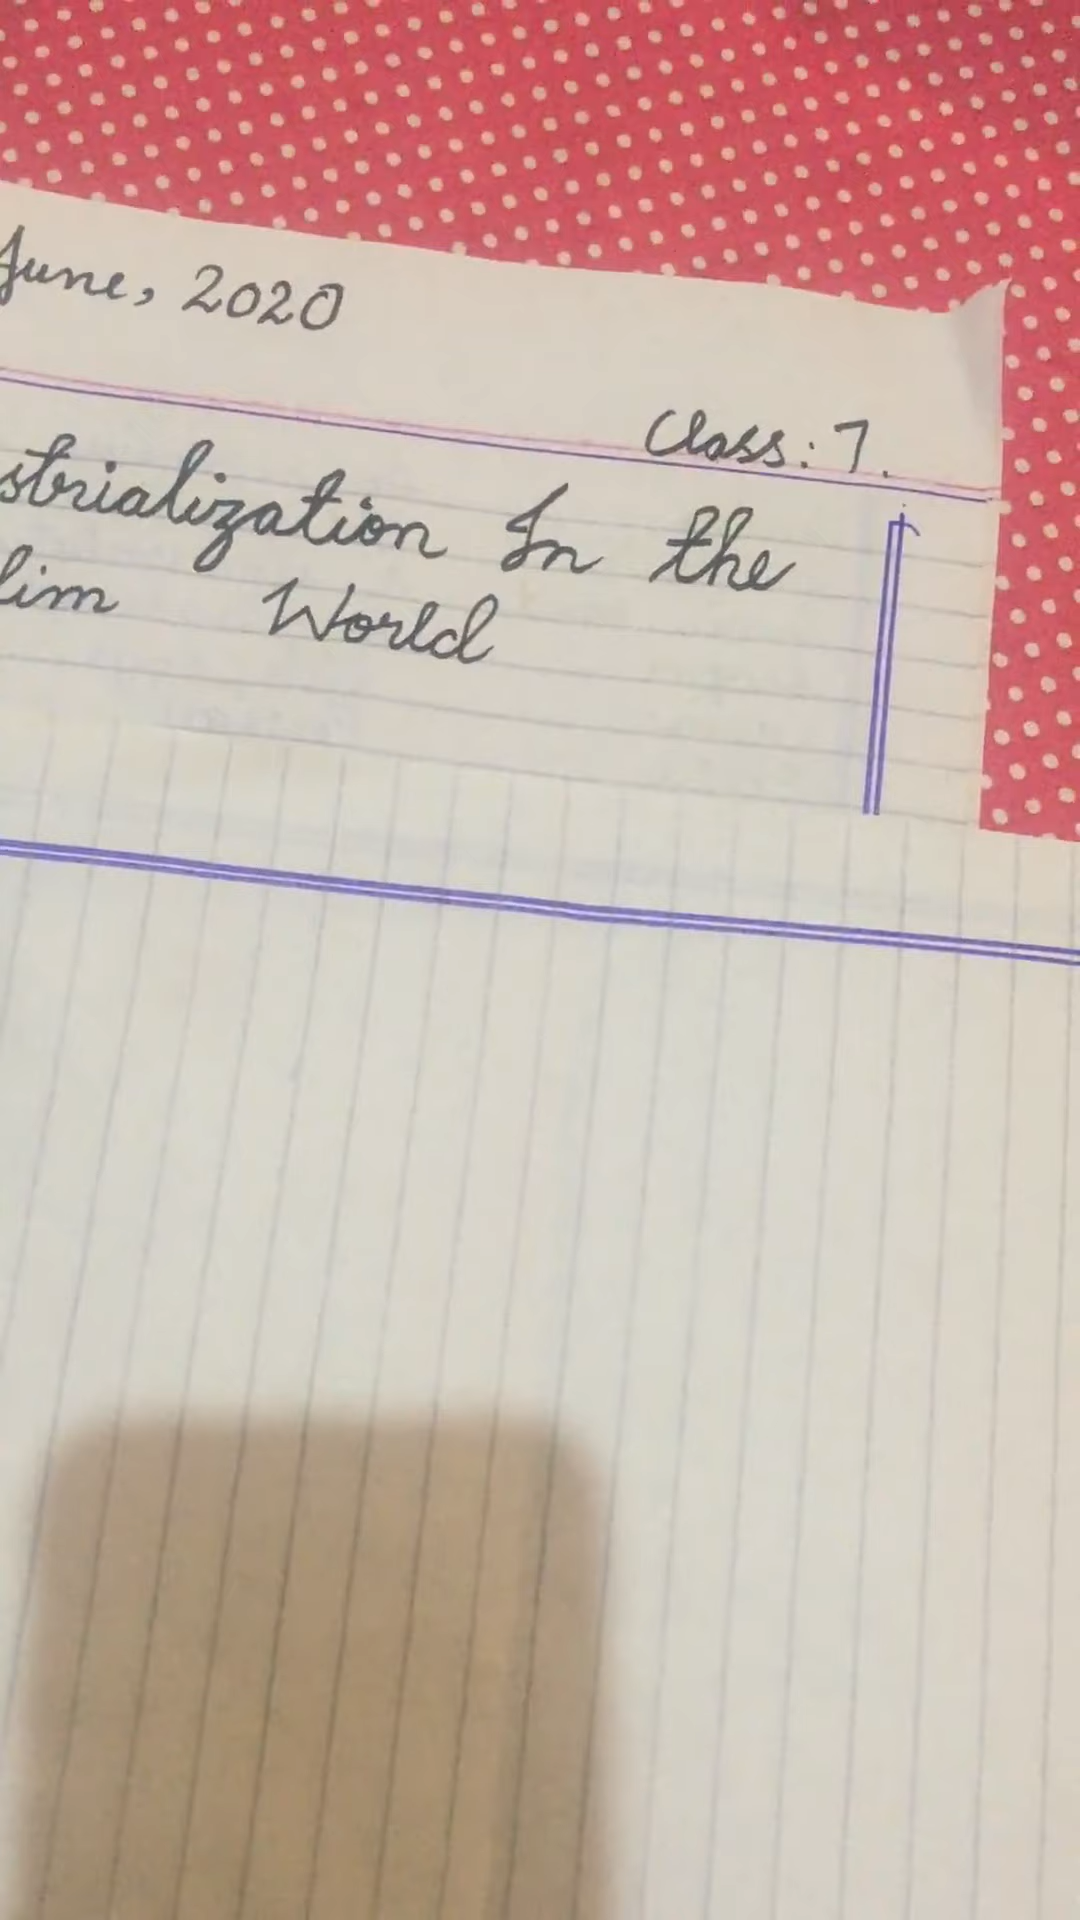 June, 2020
Class: 7.
strialization In the
lim World